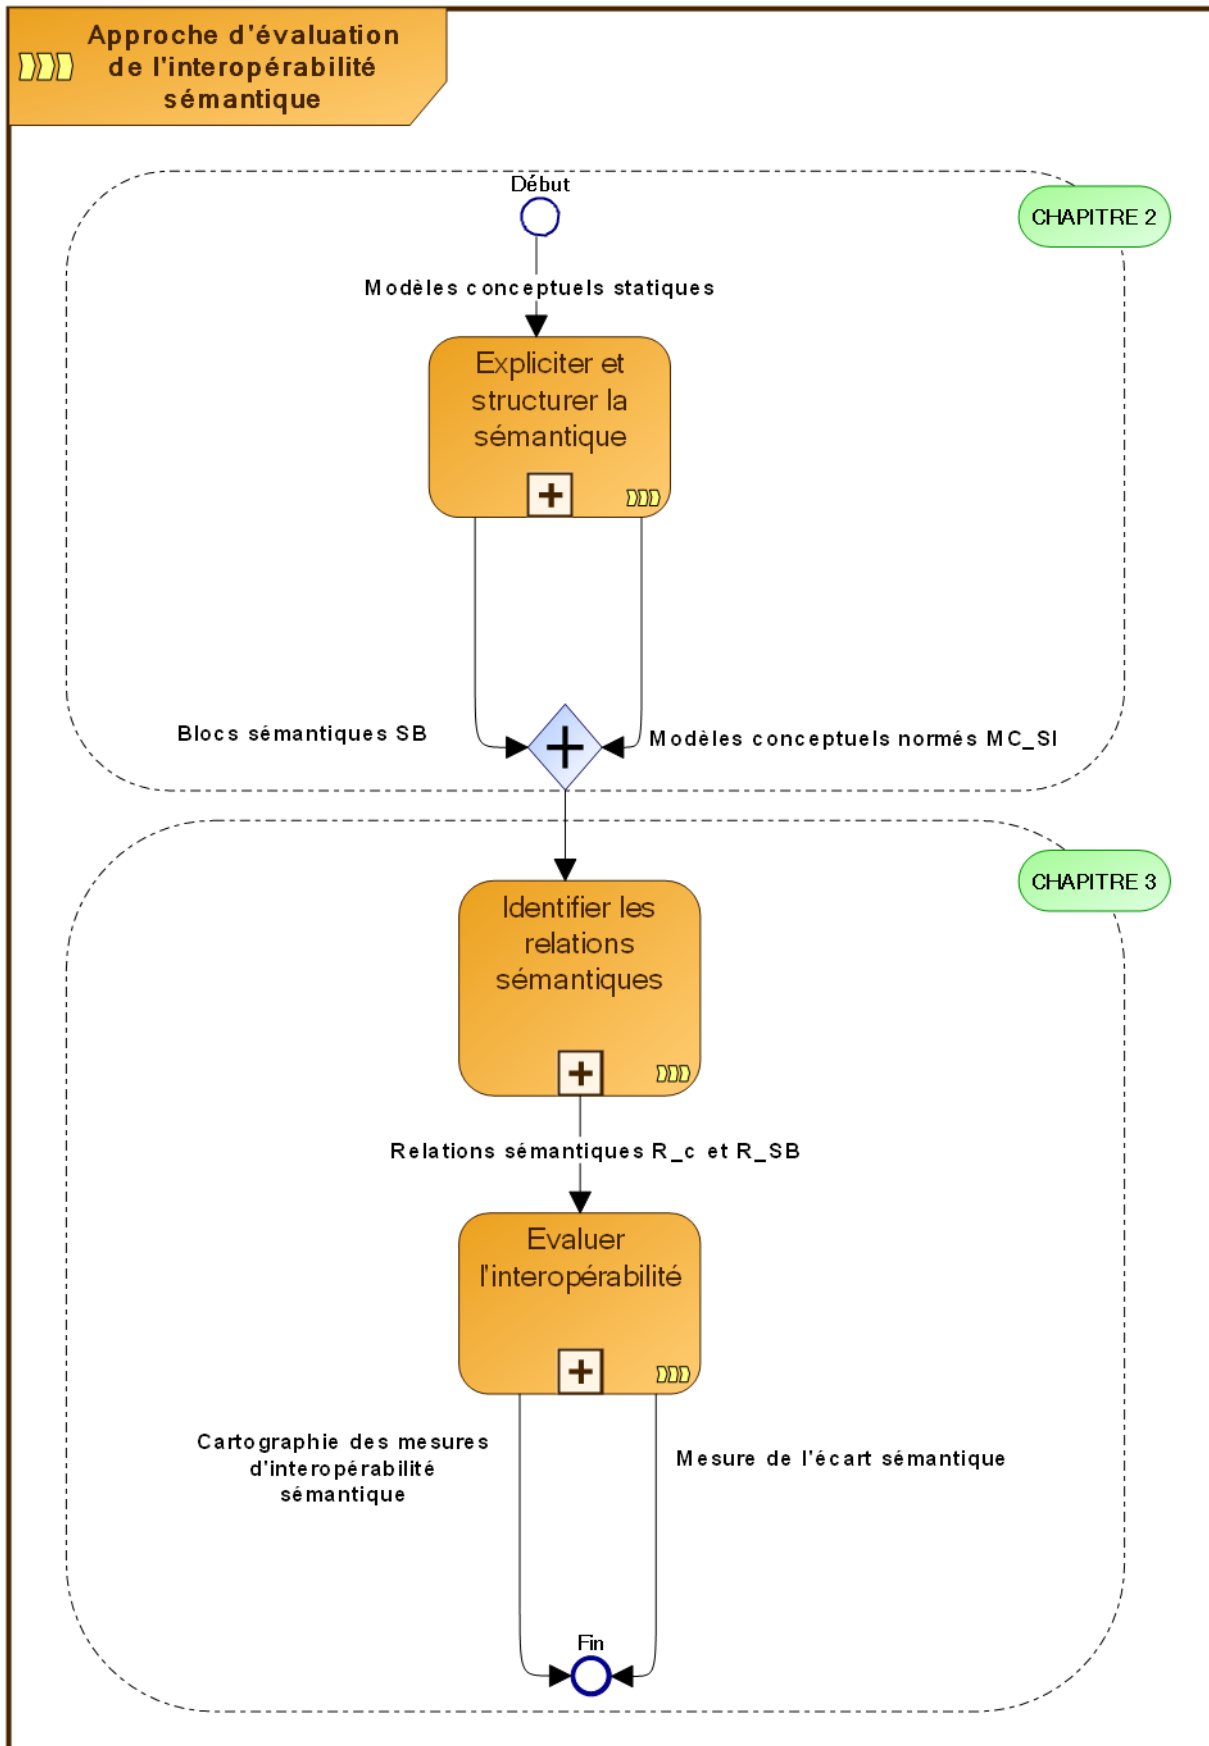 Approche d'évaluation
de l'interopérabilité
sémantique
Début
CHAPITRE 2
Modèles conceptuels statiques
Expliciter et
structurer la
sémantique
Blocs sémantiques SB
Modèles conceptuels normés MC_SI
CHAPITRE 3
Identifier les
relations
sémantiques
Relations sémantiques R_c et R_SB
Evaluer
l'interopérabilité
Cartographie des mesures
d'interopérabilité
sémantique
Mesure de l'écart sémantique
Fin